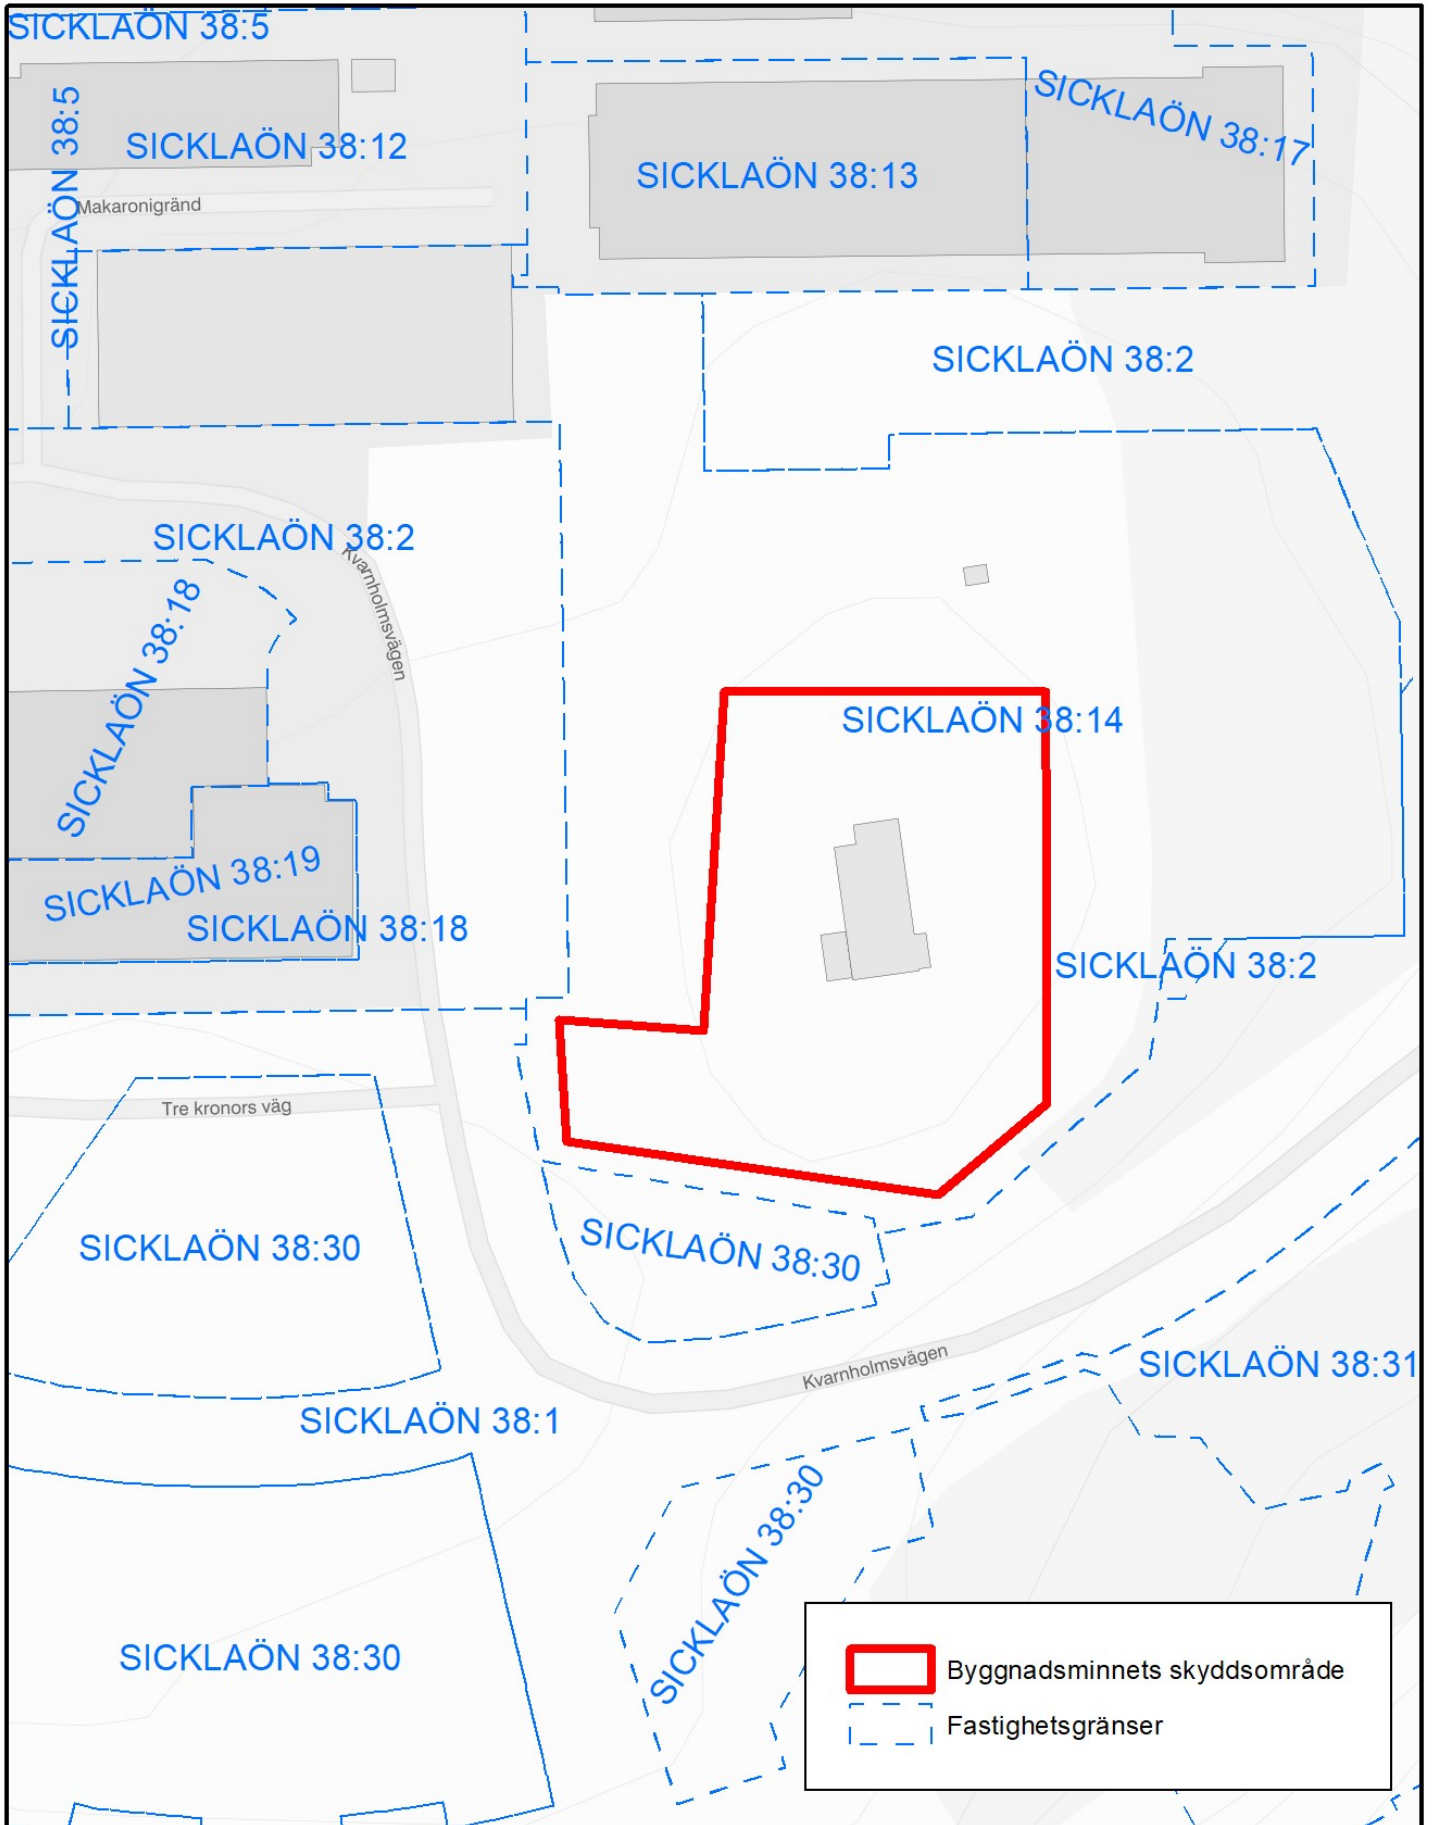 SICKLAÖN 38:5
SICKLAÖN 38:5
SICKLAÖN 38:12
SICKLAÖN 38:13
SICKLAÖN 38:17
Makaronigränd
SICKLAÖN 38:2
SICKLAÖN 38:2
Kvarnholmsvägen
SICKLAÖN 38:18
SICKLAÖN 38:14
SICKLAÖN 38:19
SICKLAÖN 38:18
SICKLAÖN 38:2
Tre kronors väg
SICKLAÖN 38:30
SICKLAÖN 38:30
Kvarnholmsvägen
SICKLAÖN 38:31
SICKLAÖN 38:1
SICKLAÖN 38:30
SICKLAÖN 38:30
Byggnadsminnets skyddsområde
Fastighetsgränser